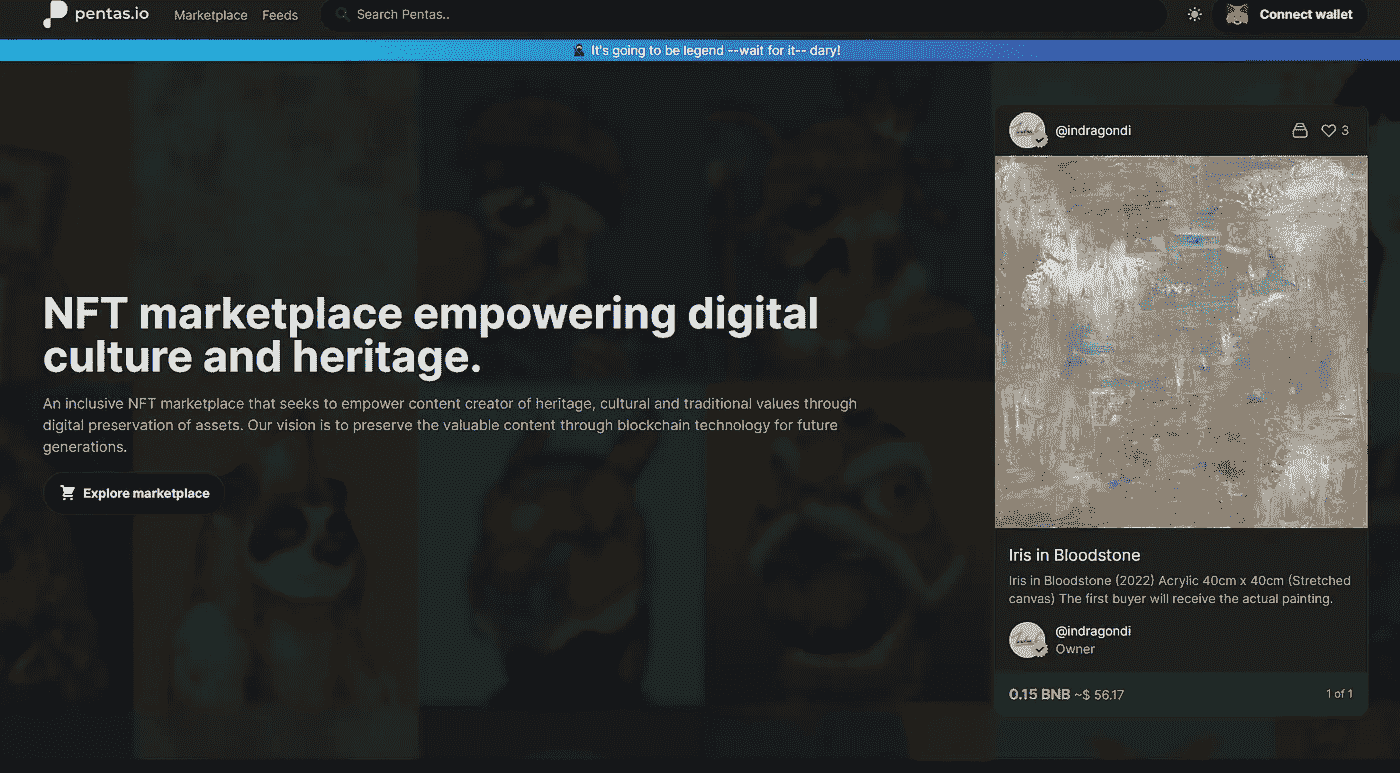 pentas.io
Marketplace
Feeds
Search Pentas..
Connect wallet
It's going to be legend --wait for it-- dary!
NFT marketplace empowering digital
culture and heritage.
An inclusive NFT marketplace that seeks to empower content creator of heritage, cultural and traditional values through
digital preservation of assets. Our vision is to preserve the valuable content through blockchain technology for future
generations.
Explore marketplace
@indragondi
3
Iris in Bloodstone
Iris in Bloodstone (2022) Acrylic 40cm x 40cm (Stretched
canvas) The first buyer will receive the actual painting.
@indragondi
Owner
0.15 BNB ~$ 56.17
1 of 1